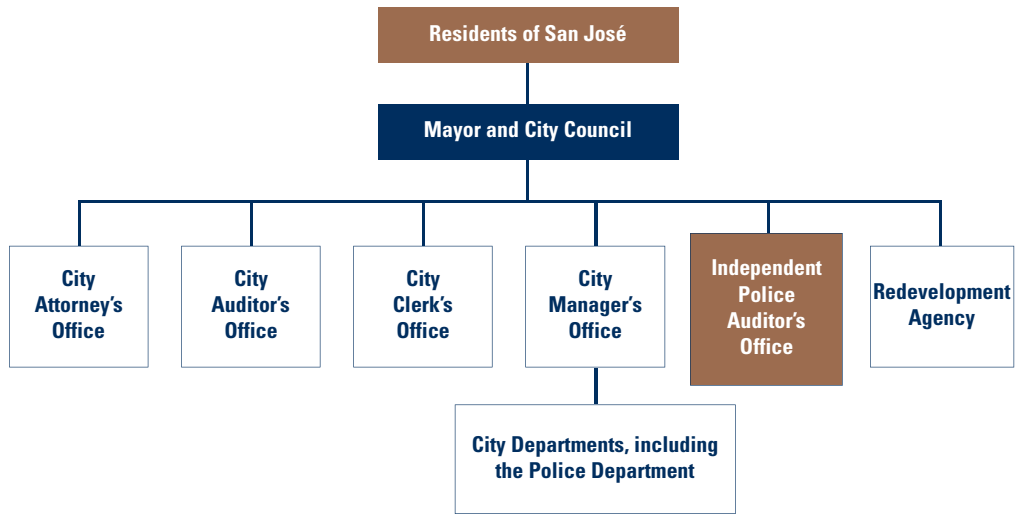 Residents of San José
Mayor and City Council
City
Attorney's
Office
City
Auditor's
Office
City
Clerk's
Office
City
Manager's
Office
Independent
Police
Auditor's
Office
Redevelopment
Agency
City Departments, including
the Police Department